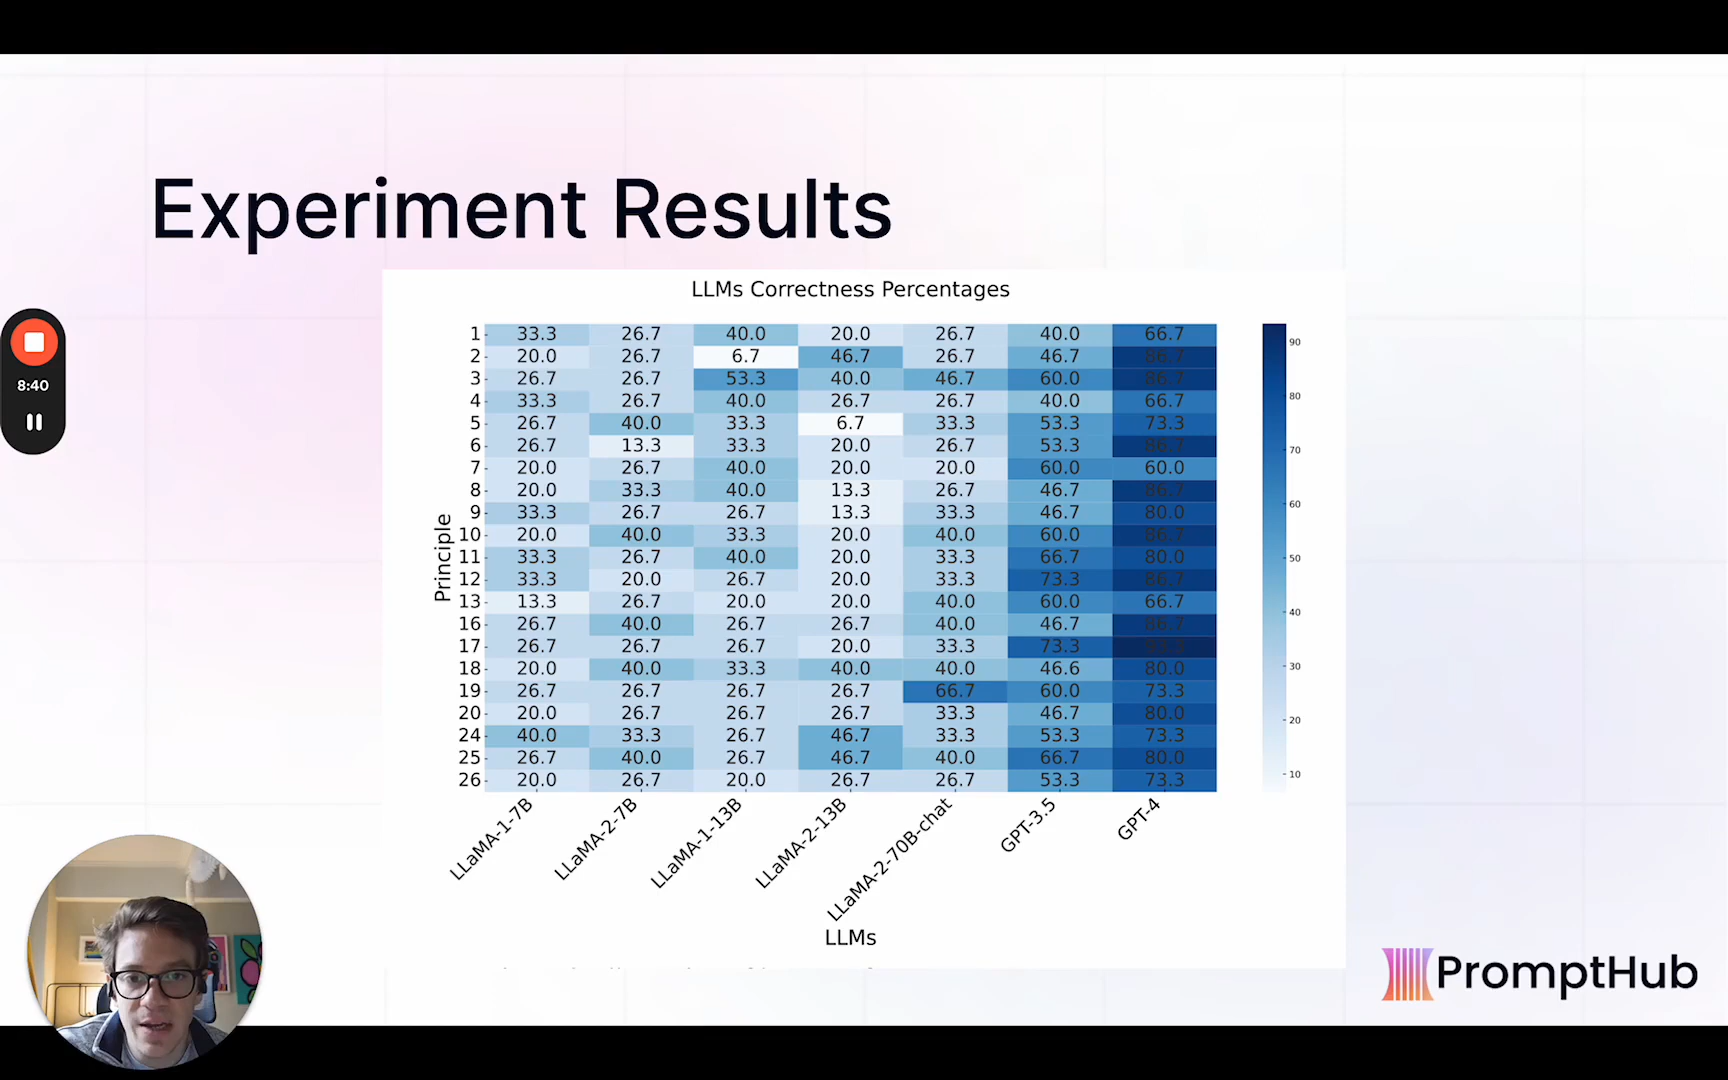 Experiment Results
LLMs Correctness Percentages
8:40
1 33.3 26.7 40.0 20.0 26.7 40.0 66.7
2 20.0 26.7 6.7 46.7 26.7 46.7 86.7
3 26.7 26.7 53.3 40.0 46.7 60.0 86.7
4 33.3 26.7 40.0 26.7 26.7 40.0 66.7
5 26.7 40.0 33.3 6.7 33.3 53.3 73.3
6 26.7 13.3 33.3 20.0 26.7 53.3 86.7
7 20.0 26.7 40.0 20.0 20.0 60.0 60.0
8 20.0 33.3 40.0 13.3 26.7 46.7 86.7
9 33.3 26.7 26.7 13.3 33.3 46.7 80.0
10 20.0 40.0 33.3 20.0 40.0 60.0 86.7
11 33.3 26.7 40.0 20.0 33.3 66.7 80.0
12 33.3 20.0 26.7 20.0 33.3 73.3 86.7
13 13.3 26.7 20.0 20.0 40.0 60.0 66.7
16 26.7 40.0 26.7 26.7 40.0 46.7 86.7
17 26.7 26.7 26.7 20.0 33.3 73.3
18 20.0 40.0 33.3 40.0 40.0 46.6 80.0
19 26.7 26.7 26.7 26.7 66.7 60.0 73.3
20 20.0 26.7 26.7 26.7 33.3 46.7 80.0
24 40.0 33.3 26.7 46.7 33.3 53.3 73.3
25 26.7 40.0 26.7 46.7 40.0 66.7 80.0
26 20.0 26.7 20.0 26.7 26.7 53.3 73.3
Principle
LLaMA-1-7B
LLaMA-2-7B
LLaMA-1-13B
LLaMA-2-13B
LLaMA-2-70B-chat
GPT-3.5
GPT-4
LLMs
90
80
70
60
50
40
30
20
10
PromptHub